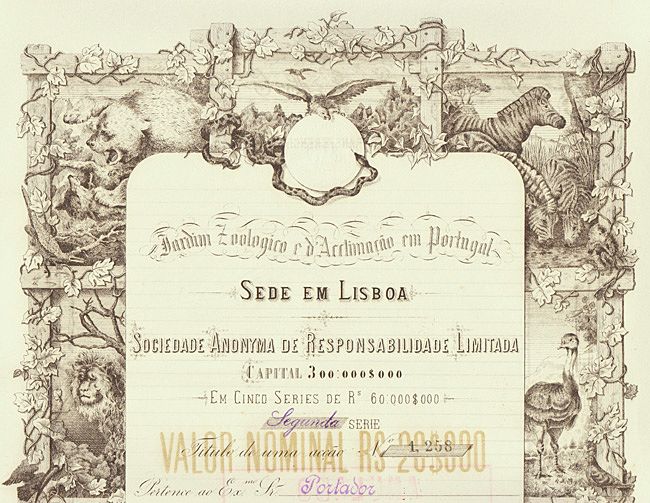 Jardim Zoologico e d'Acclimação em Portugal
SEDE EM LISBOA
SOCIEDADE ANONYMA DE RESPONSABILIDADE LIMITADA
CAPITAL 300:000$000
EM CINCO SERIES DE Rˢ 60:000$000
Segunda SERIE
VALOR NOMINAL RS 20$000
Titulo de uma acção Nº 4,258
Pertence ao Exᵐᵒ Sʳ Portador